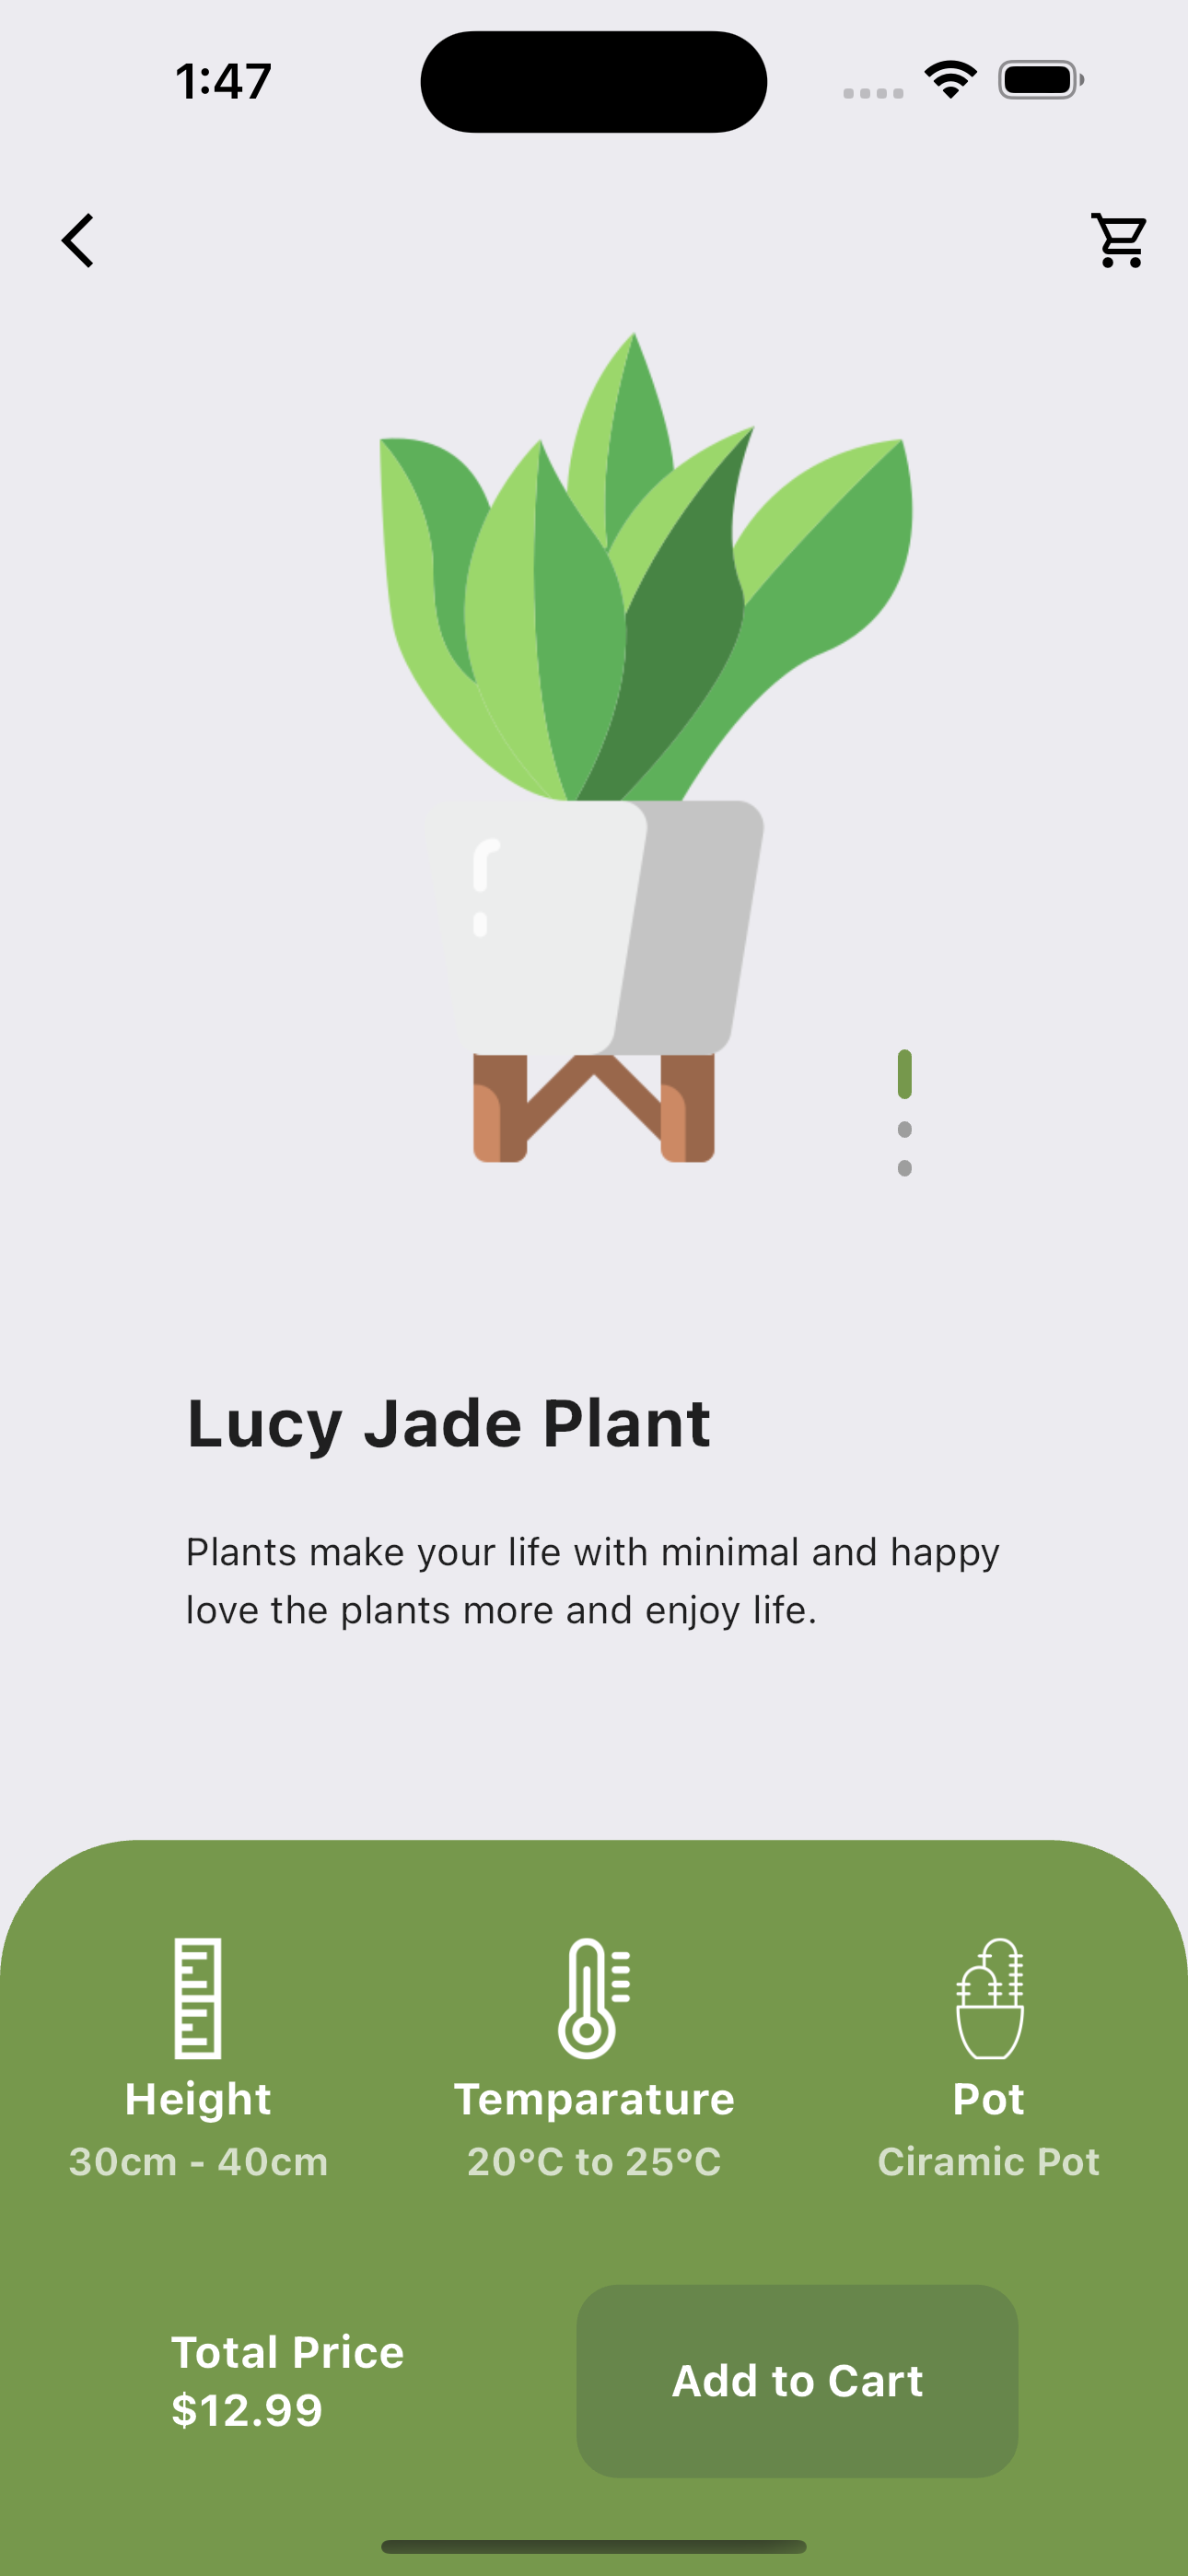 1:47
Lucy Jade Plant
Plants make your life with minimal and happy
love the plants more and enjoy life.
Height
30cm - 40cm
Temparature
20°C to 25°C
Pot
Ciramic Pot
Total Price
$12.99
Add to Cart